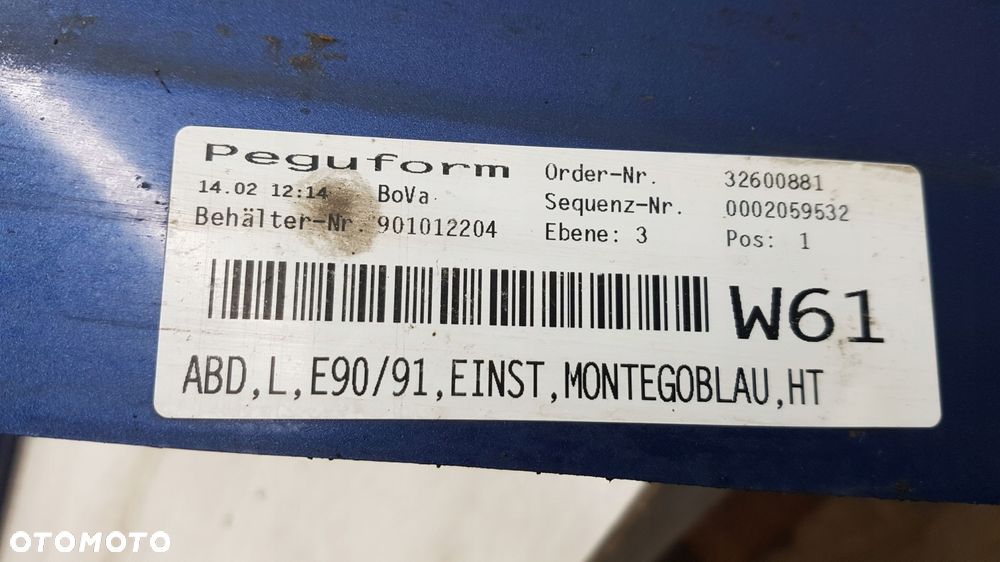 Peguform
14.02 12:14 BoVa
Behälter-Nr. 901012204
Order-Nr. 32600881
Sequenz-Nr. 0002059532
Ebene: 3 Pos: 1
W61
ABD,L,E90/91,EINST,MONTEGOBLAU,HT
OTOMOTO